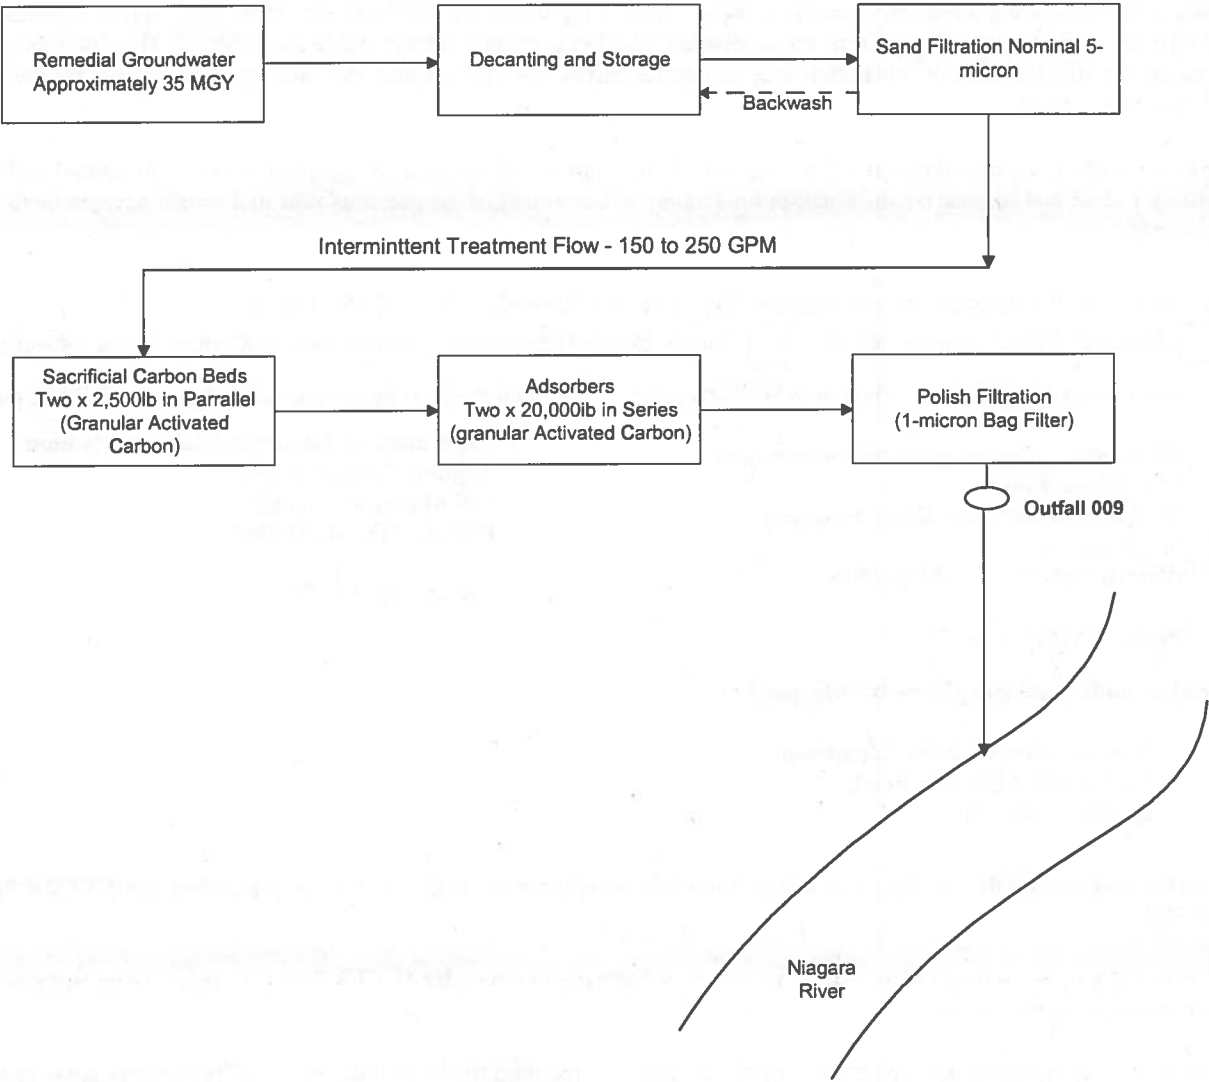 Remedial Groundwater
Approximately 35 MGY
Decanting and Storage
Sand Filtration Nominal 5-
micron
Backwash
Interminttent Treatment Flow - 150 to 250 GPM
Sacrificial Carbon Beds
Two x 2,500lb in Parrallel
(Granular Activated
Carbon)
Adsorbers
Two x 20,000lb in Series
(granular Activated Carbon)
Polish Filtration
(1-micron Bag Filter)
Outfall 009
Niagara
River